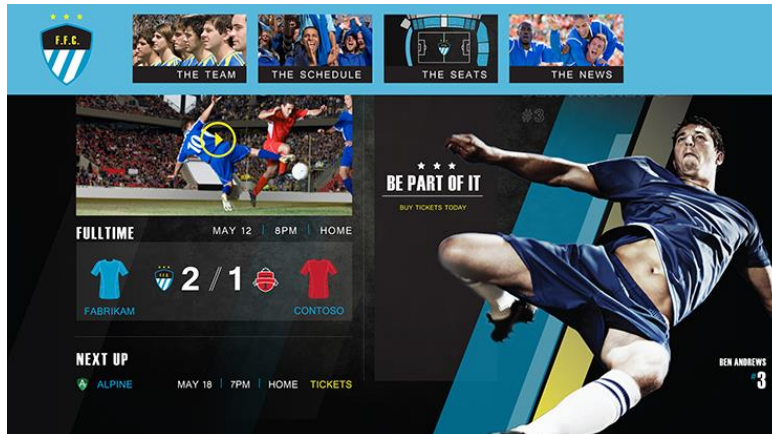 F.F.C.
THE TEAM
THE SCHEDULE
THE SEATS
THE NEWS
10
#3
BE PART OF IT
BUY TICKETS TODAY
FULLTIME
MAY 12 | 8PM | HOME
F.F.C.
2 / 1
FABRIKAM
CONTOSO
NEXT UP
ALPINE
MAY 18 | 7PM | HOME TICKETS
BEN ANDREWS
#3